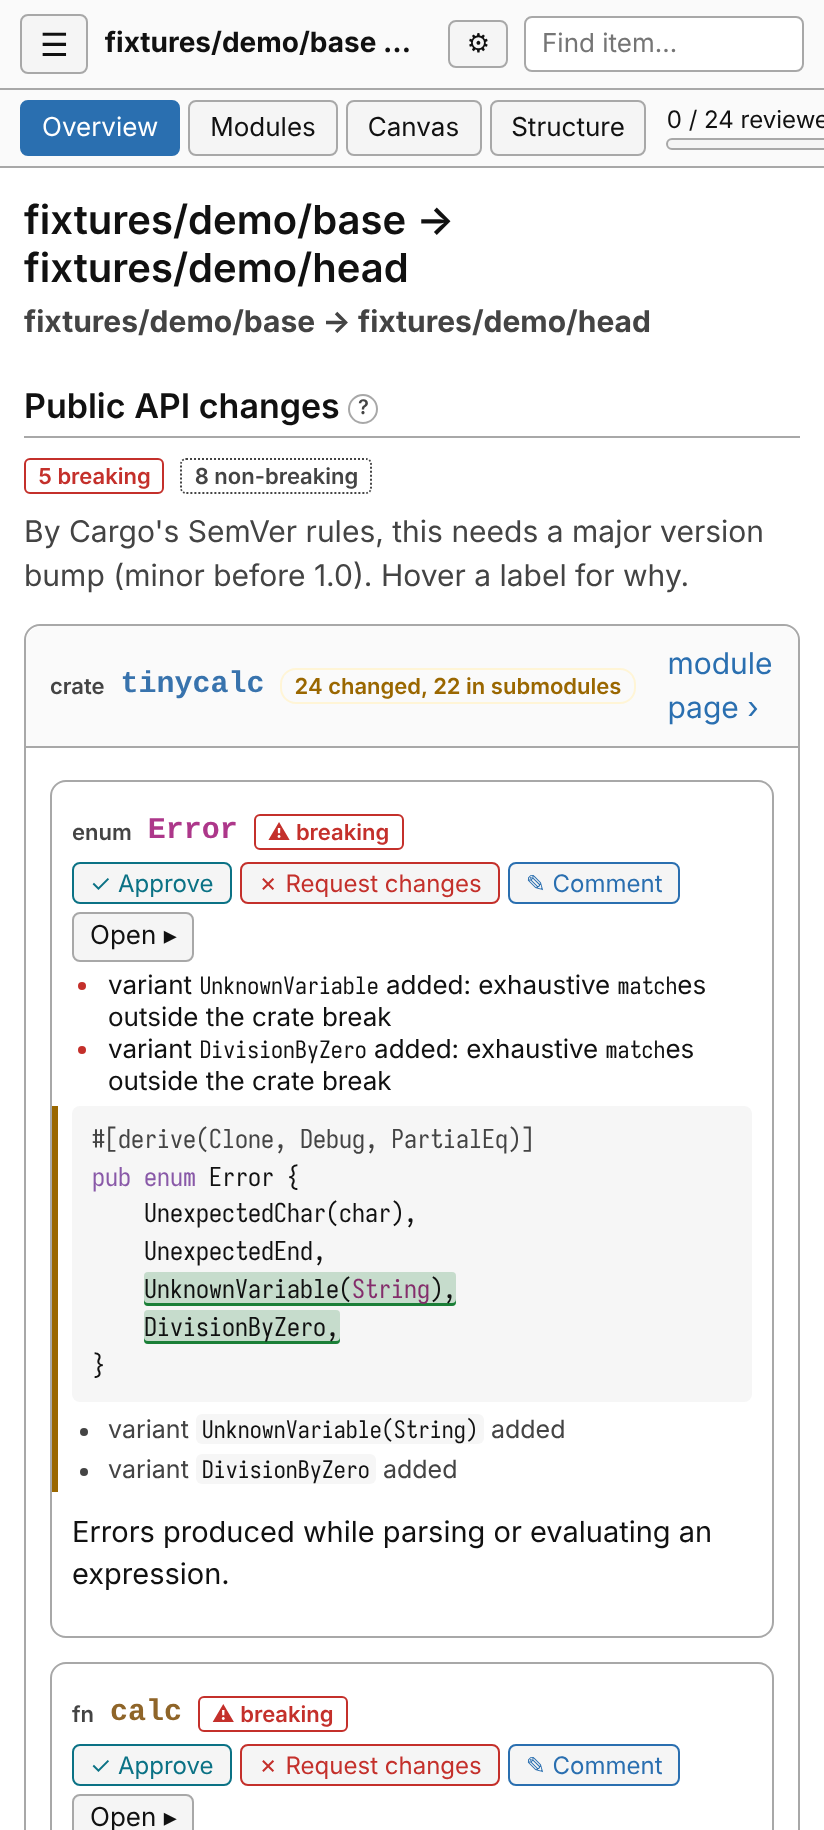 ☰ fixtures/demo/base ... ⚙ Find item...
Overview Modules Canvas Structure 0 / 24 reviewe
fixtures/demo/base →
fixtures/demo/head
fixtures/demo/base → fixtures/demo/head
Public API changes ?
5 breaking 8 non-breaking
By Cargo's SemVer rules, this needs a major version
bump (minor before 1.0). Hover a label for why.
crate tinycalc 24 changed, 22 in submodules module
page ›
enum Error ⚠ breaking
✓ Approve × Request changes ✎ Comment
Open ▸
• variant UnknownVariable added: exhaustive matches
outside the crate break
• variant DivisionByZero added: exhaustive matches
outside the crate break
#[derive(Clone, Debug, PartialEq)]
pub enum Error {
    UnexpectedChar(char),
    UnexpectedEnd,
    UnknownVariable(String),
    DivisionByZero,
}
• variant UnknownVariable(String) added
• variant DivisionByZero added
Errors produced while parsing or evaluating an
expression.
fn calc ⚠ breaking
✓ Approve × Request changes ✎ Comment
Open ▸